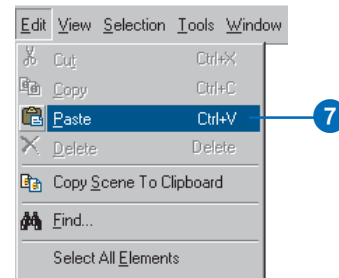 Edit View Selection Tools Window
Cut Ctrl+X
Copy Ctrl+C
Paste Ctrl+V
7
Delete Delete
Copy Scene To Clipboard
Find...
Select All Elements